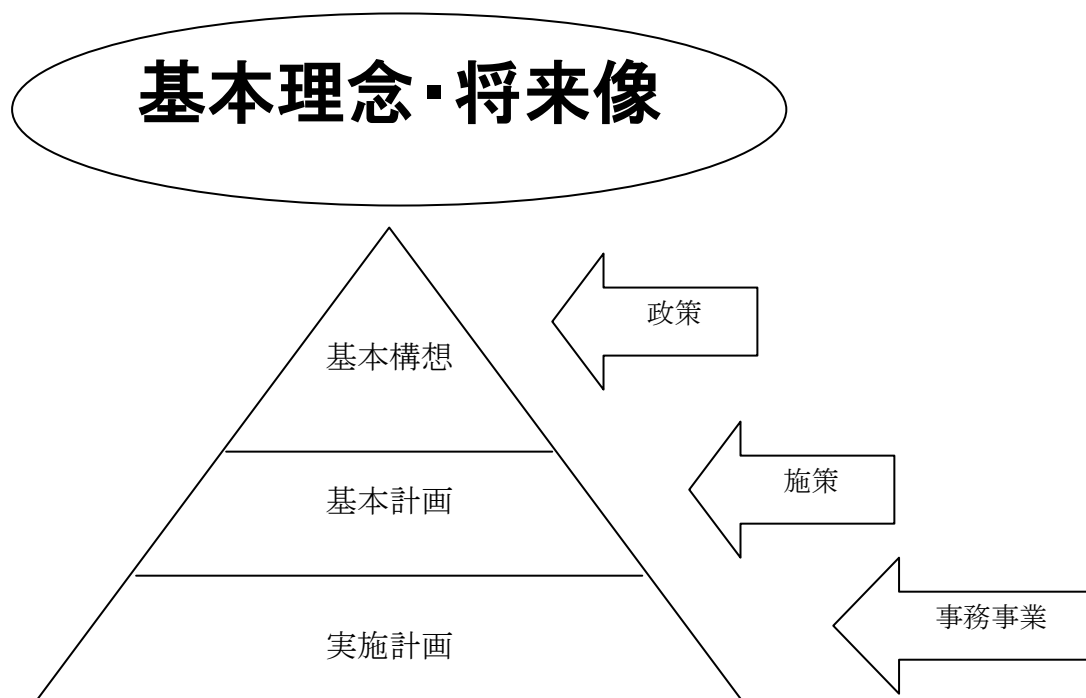 基本理念・将来像
政策
基本構想
施策
基本計画
事務事業
実施計画